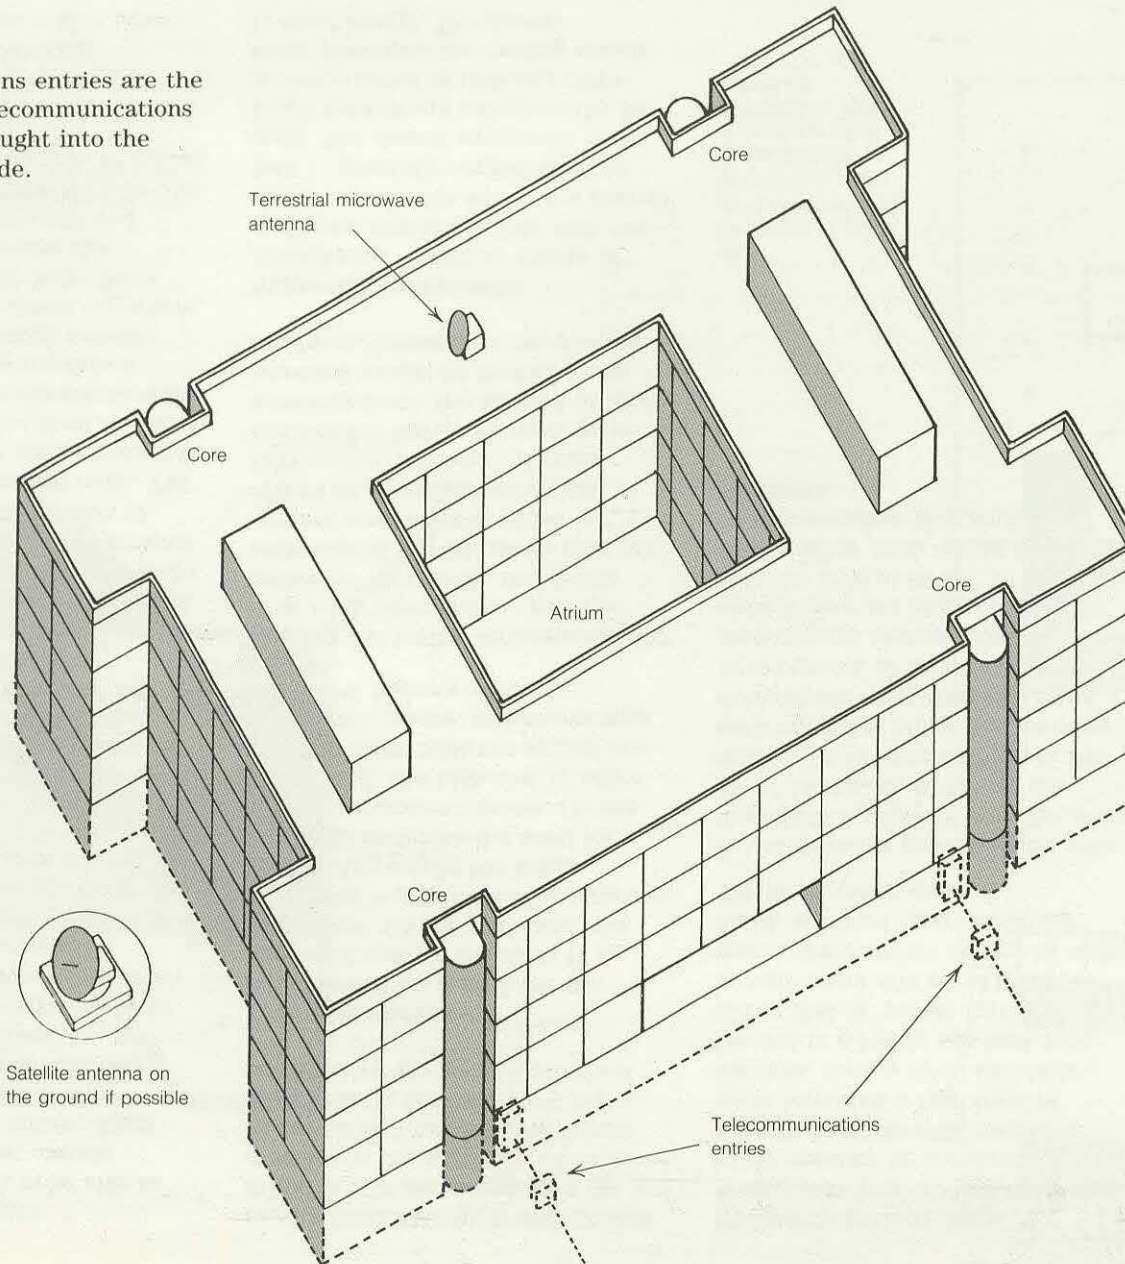 ns entries are the
ecommunications
ught into the
de.
Core
Terrestrial microwave
antenna
Core
Atrium
Core
Core
Satellite antenna on
the ground if possible
Telecommunications
entries